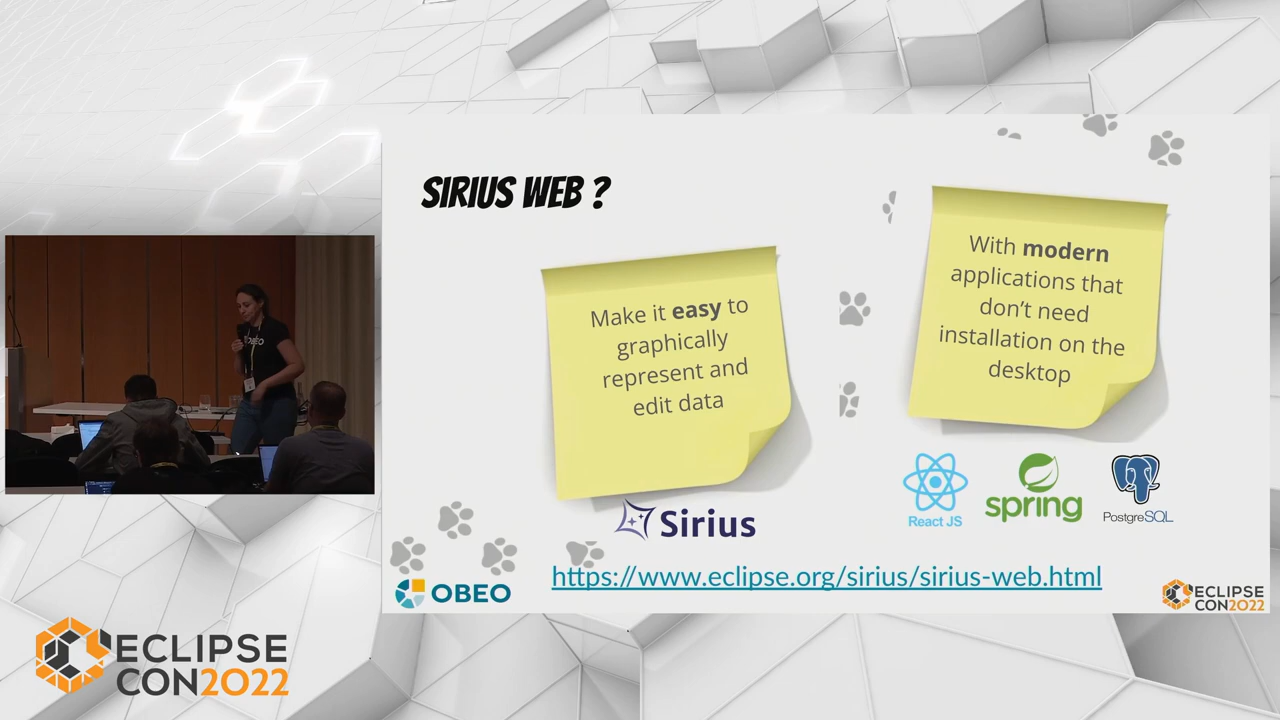 SIRIUS WEB ?
Make it easy to
graphically
represent and
edit data
With modern
applications that
don't need
installation on the
desktop
Sirius
React JS
spring
PostgreSQL
https://www.eclipse.org/sirius/sirius-web.html
OBEO
ECLIPSE
CON2022
OBEO
ECLIPSE
CON2022